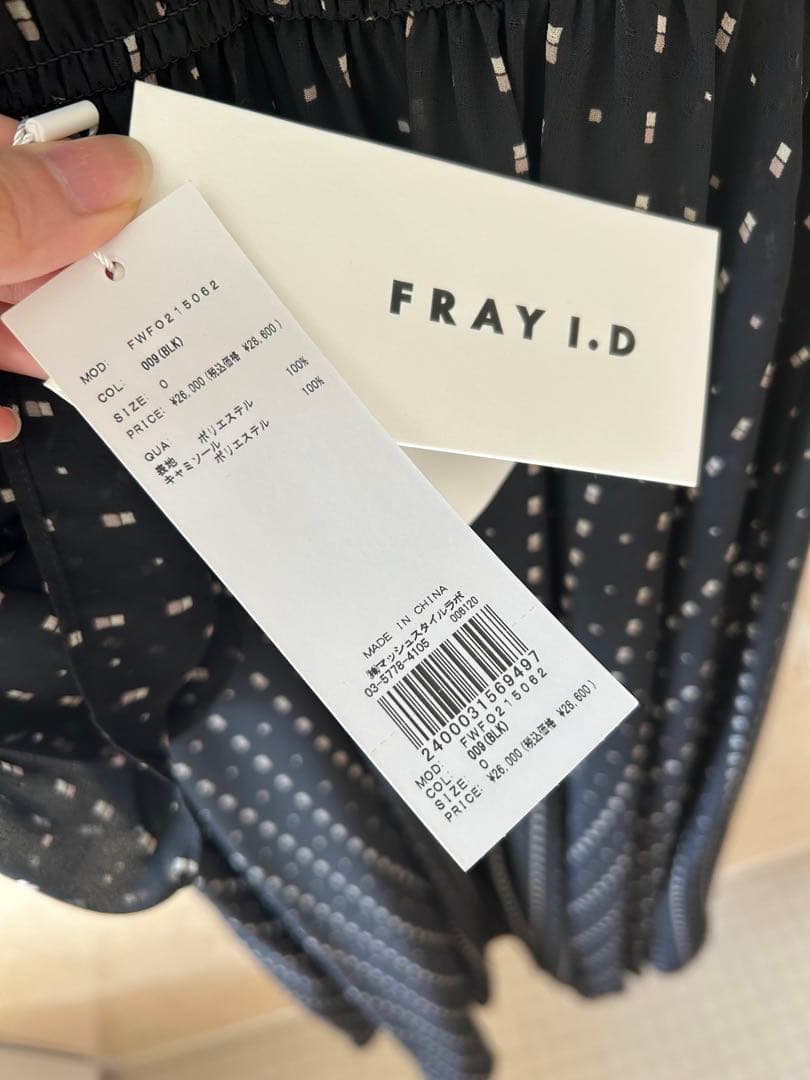 FRAY I.D
MOD: FWFO215062
COL: 009(BLK)
SIZE: 0
PRICE: ¥26,000(税込価格 ¥28,600)
QUA:
表地 ポリエステル 100%
キャミソール
ポリエステル 100%
MADE IN CHINA
㈱マッシュスタイルラボ
03-5778-4105 006120
2400031569497
MOD: FWFO215062
COL: 009(BLK)
SIZE: 0
PRICE: ¥26,000(税込価格 ¥28,600)